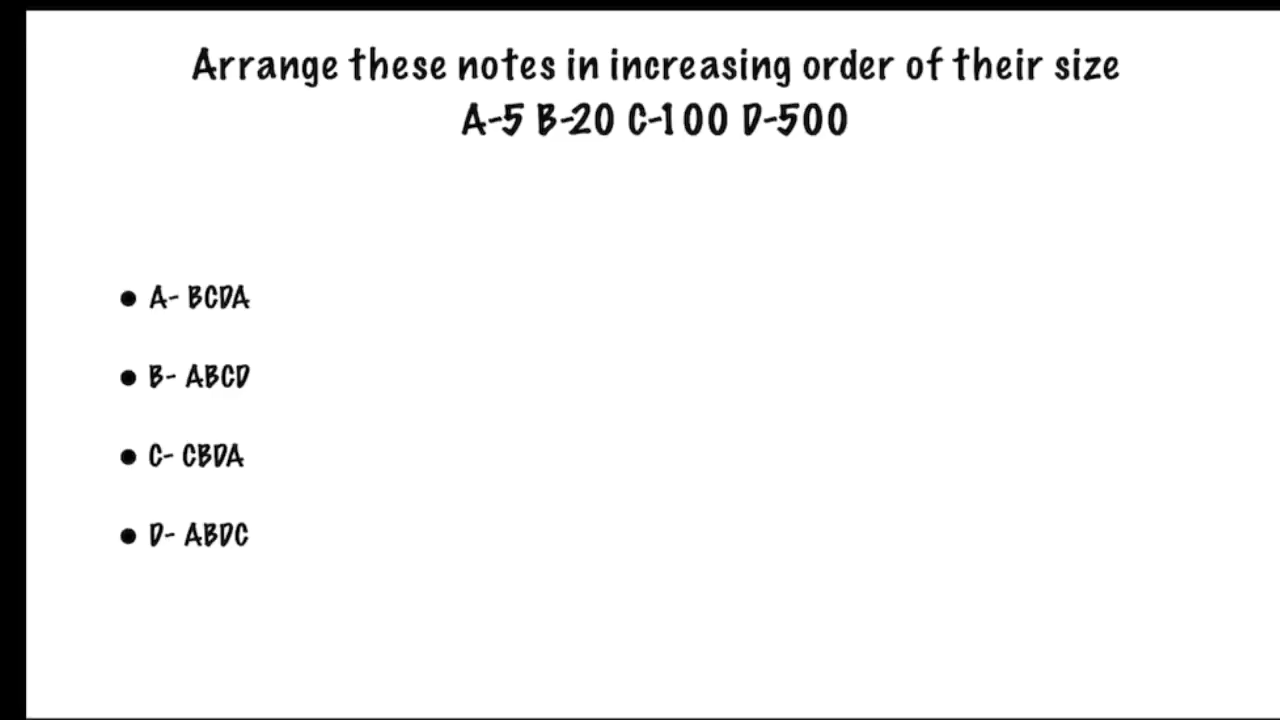 Arrange these notes in increasing order of their size
A-5 B-20 C-100 D-500
● A- BCDA
● B- ABCD
● C- CBDA
● D- ABDC